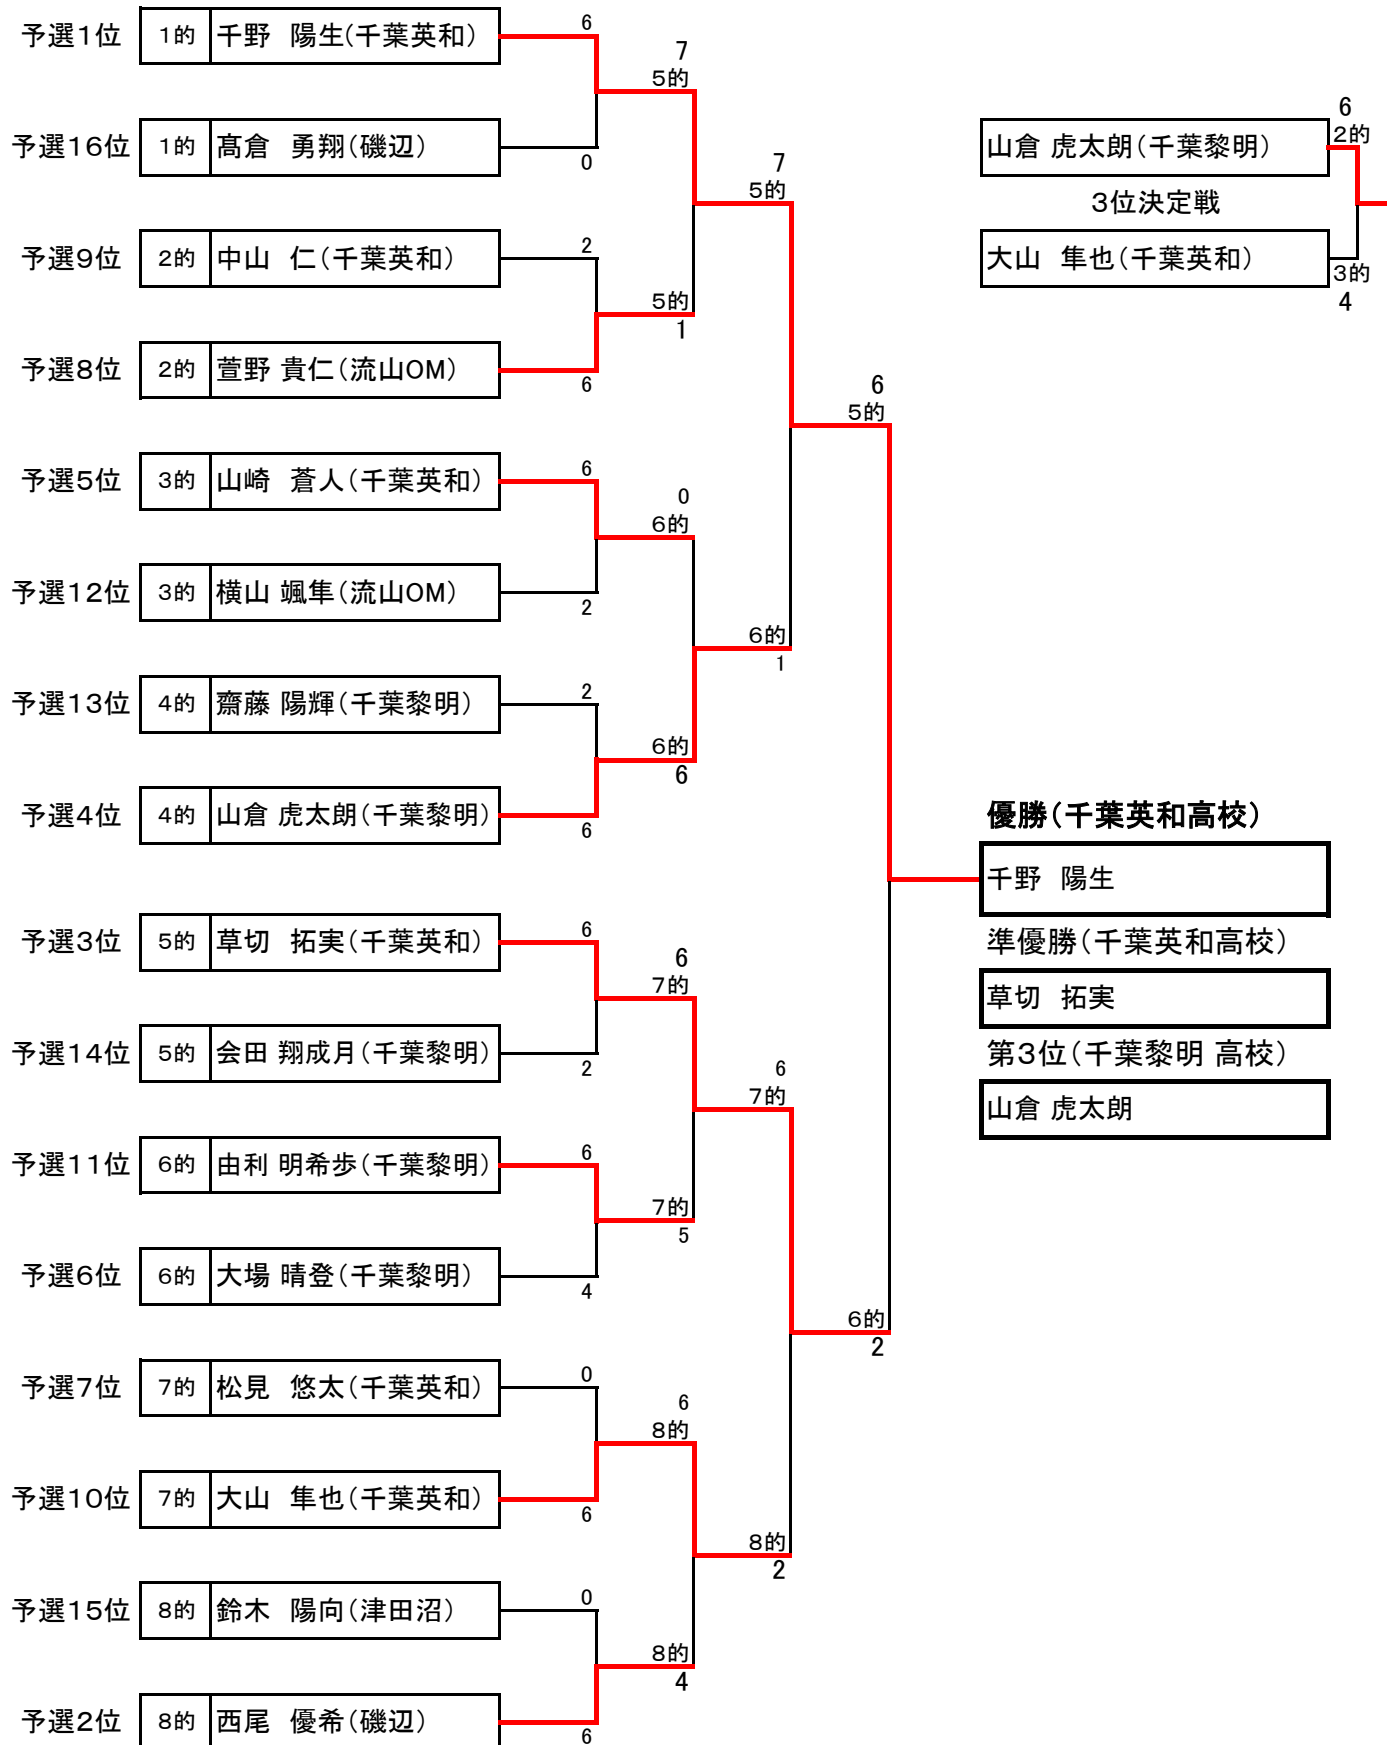 予選1位 1的 千野 陽生(千葉英和) 6
7
5的
予選16位 1的 髙倉 勇翔(磯辺) 0
7
5的
予選9位 2的 中山 仁(千葉英和) 2
5的
1
予選8位 2的 萱野 貴仁(流山OM) 6
6
5的
予選5位 3的 山崎 蒼人(千葉英和) 6
0
6的
予選12位 3的 横山 颯隼(流山OM) 2
6的
1
予選13位 4的 齋藤 陽輝(千葉黎明) 2
6的
6
予選4位 4的 山倉 虎太朗(千葉黎明) 6
予選3位 5的 草切 拓実(千葉英和) 6
6
7的
予選14位 5的 会田 翔成月(千葉黎明) 2
6
7的
予選11位 6的 由利 明希歩(千葉黎明) 6
7的
5
予選6位 6的 大場 晴登(千葉黎明) 4
6的
2
予選7位 7的 松見 悠太(千葉英和) 0
6
8的
予選10位 7的 大山 隼也(千葉英和) 6
8的
2
予選15位 8的 鈴木 陽向(津田沼) 0
8的
4
予選2位 8的 西尾 優希(磯辺) 6
6
山倉 虎太朗(千葉黎明) 2的
3位決定戦
大山 隼也(千葉英和) 3的
4
優勝(千葉英和高校)
千野 陽生
準優勝(千葉英和高校)
草切 拓実
第3位(千葉黎明 高校)
山倉 虎太朗